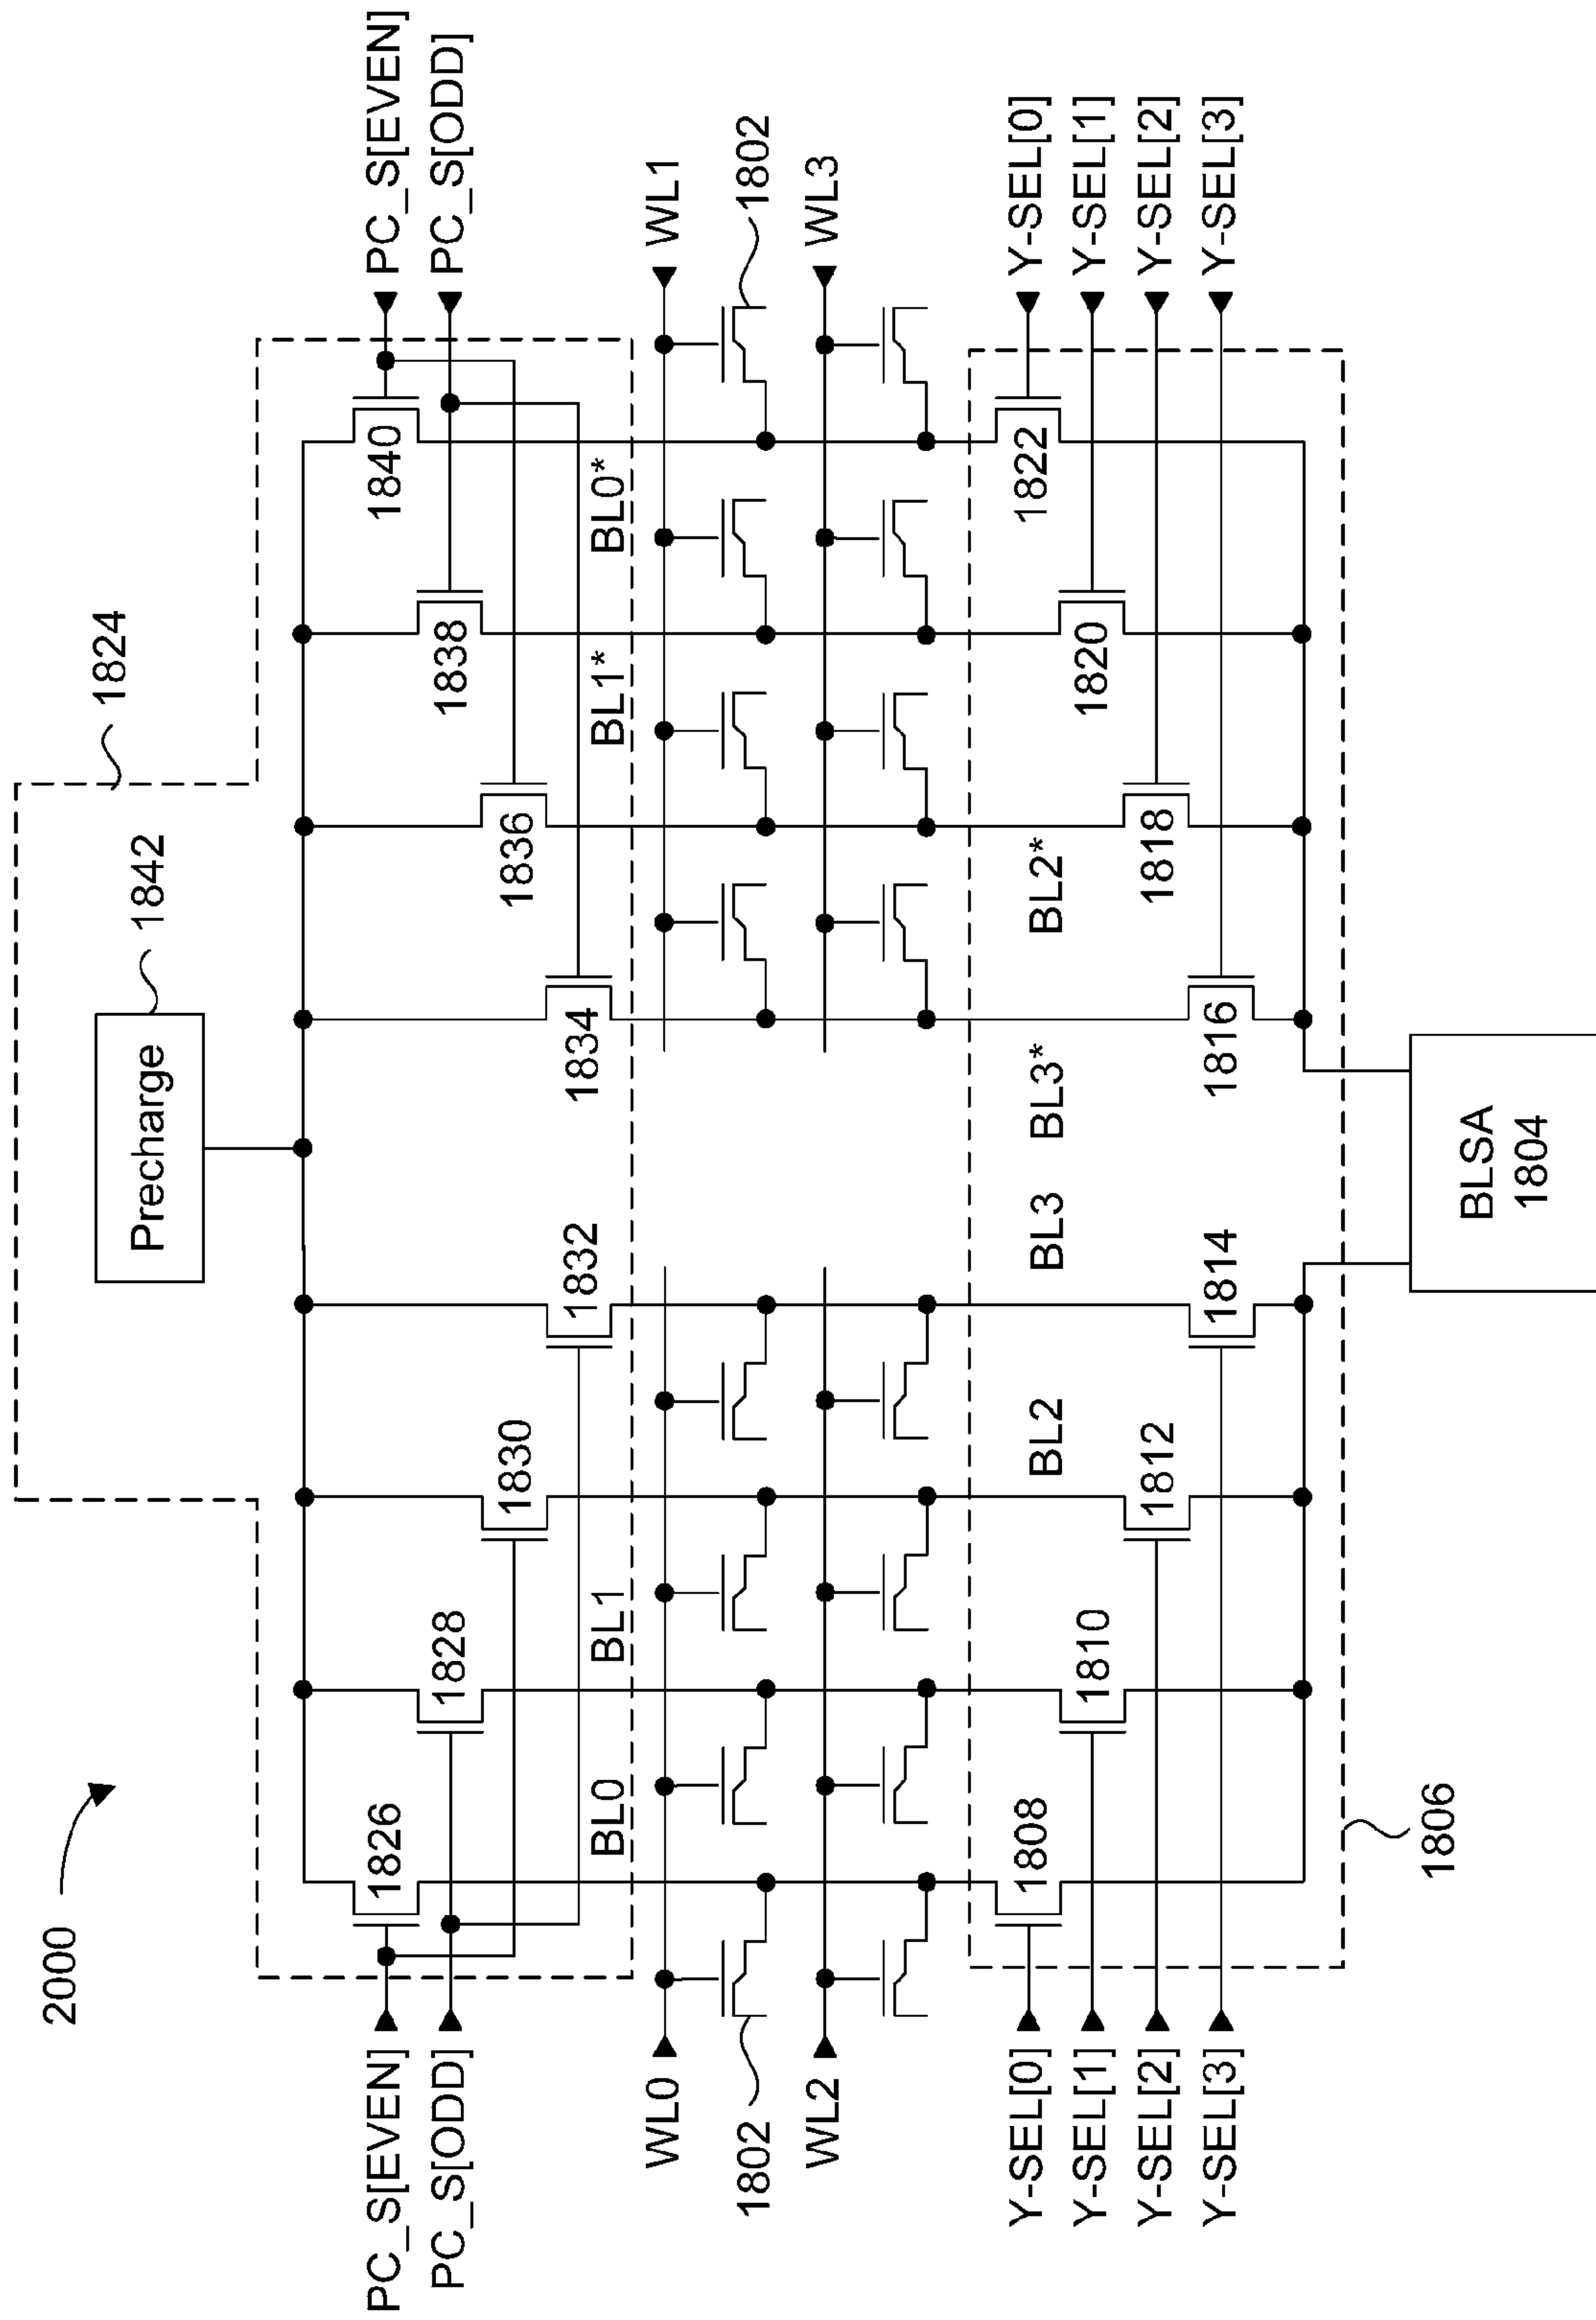 2000
1842
1824
Precharge
PC_S[EVEN]
PC_S[ODD]
1826
1828
1830
1832
1834
1836
1838
1840
PC_S[EVEN]
PC_S[ODD]
BL0
BL1
BL1*
BL0*
WL0
WL1
1802
1802
WL2
WL3
BL2
BL3
BL3*
BL2*
Y-SEL[0]
Y-SEL[1]
Y-SEL[2]
Y-SEL[3]
1808
1810
1812
1814
1816
1818
1820
1822
Y-SEL[0]
Y-SEL[1]
Y-SEL[2]
Y-SEL[3]
1806
BLSA
1804